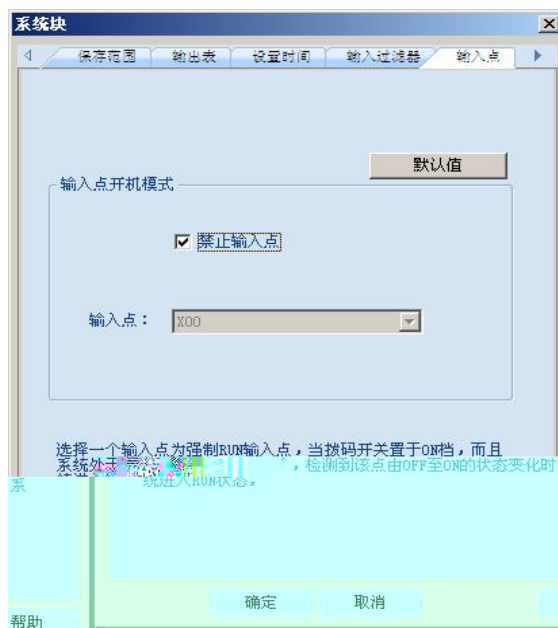 系统块
保存范围 输出表 设置时间 输入过滤器 输入点
默认值
输入点开机模式
禁止输入点
输入点： X00
选择一个输入点为强制RUN输入点，当拨码开关置于ON档，而且
系统处于 ，检测到该点由OFF至ON的状态变化时
系 统进入RUN状态。
确定 取消
帮助